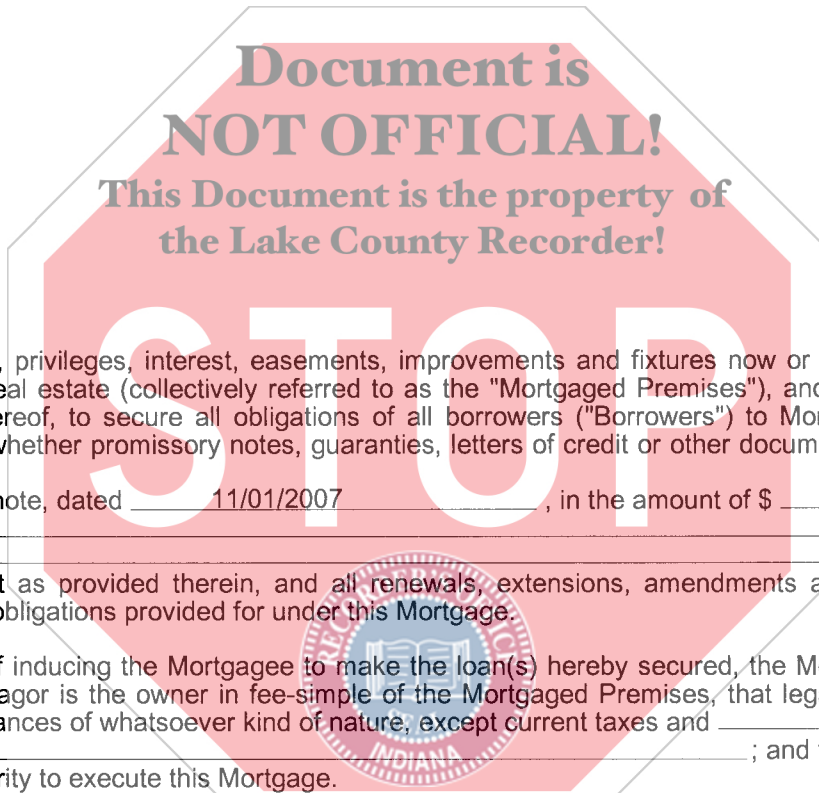 Document is
NOT OFFICIAL!
This Document is the property of
the Lake County Recorder!
STOP
, privileges, interest, easements, improvements and fixtures now or
eal estate (collectively referred to as the "Mortgaged Premises"), and
ereof, to secure all obligations of all borrowers ("Borrowers") to Mor
whether promissory notes, guaranties, letters of credit or other docum
note, dated 11/01/2007 , in the amount of $
t as provided therein, and all renewals, extensions, amendments a
obligations provided for under this Mortgage.
f inducing the Mortgagee to make the loan(s) hereby secured, the M
agor is the owner in fee-simple of the Mortgaged Premises, that lega
ances of whatsoever kind of nature, except current taxes and
; and
rity to execute this Mortgage.
INDIANA